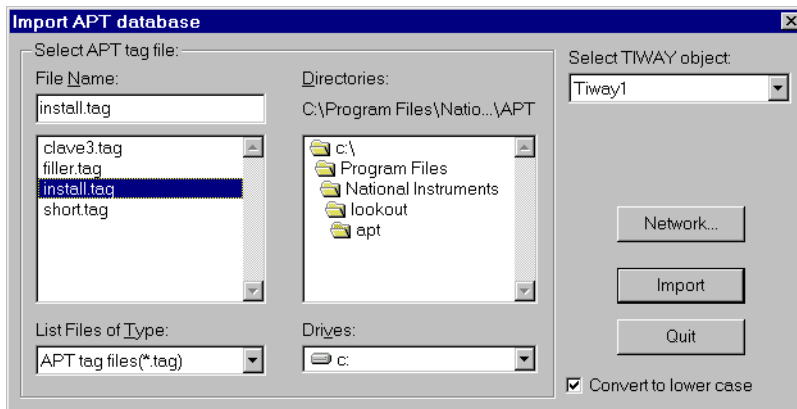 Import APT database
Select APT tag file:
File Name:
install.tag
clave3.tag
filler.tag
install.tag
short.tag
List Files of Type:
APT tag files(*.tag)
Directories:
C:\Program Files\Natio...\APT
c:\
Program Files
National Instruments
lookout
apt
Drives:
c:
Select TIWAY object:
Tiway1
Network...
Import
Quit
Convert to lower case